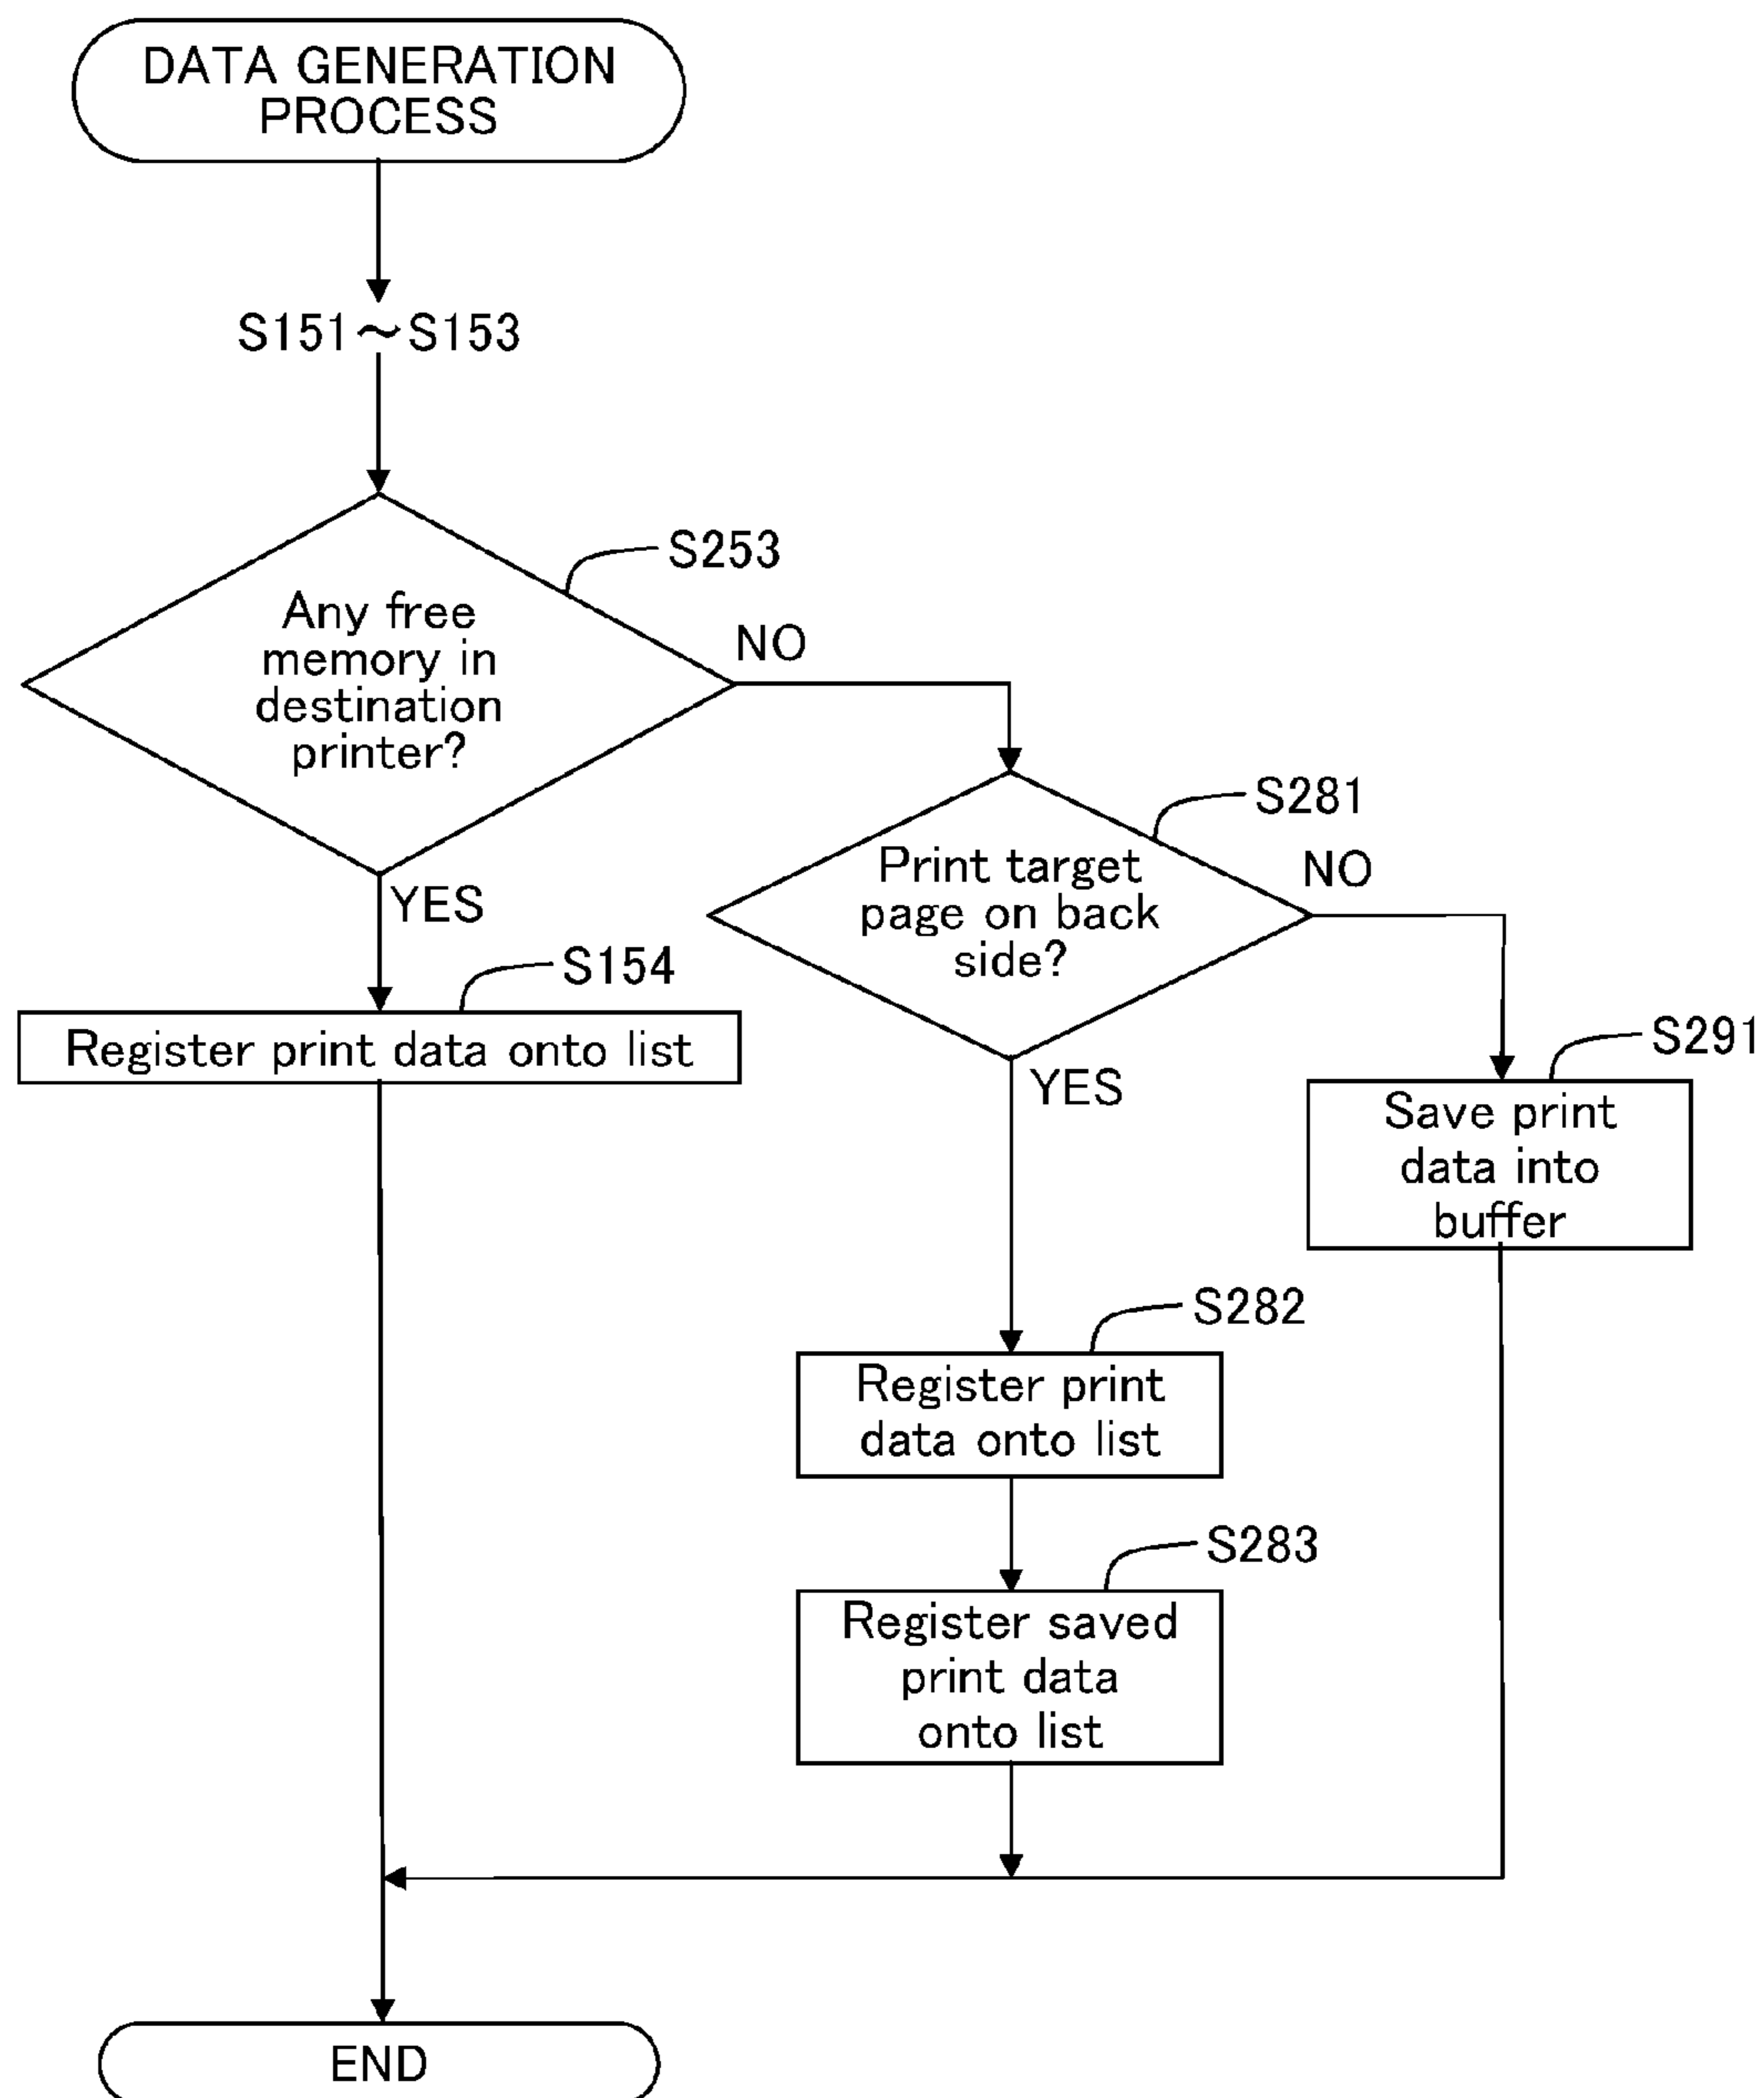 DATA GENERATION
PROCESS
S151～S153
S253
Any free
memory in
destination
printer?
NO
YES
S281
Print target
page on back
side?
NO
YES
S154
Register print data onto list
S291
Save print
data into
buffer
S282
Register print
data onto list
S283
Register saved
print data
onto list
END